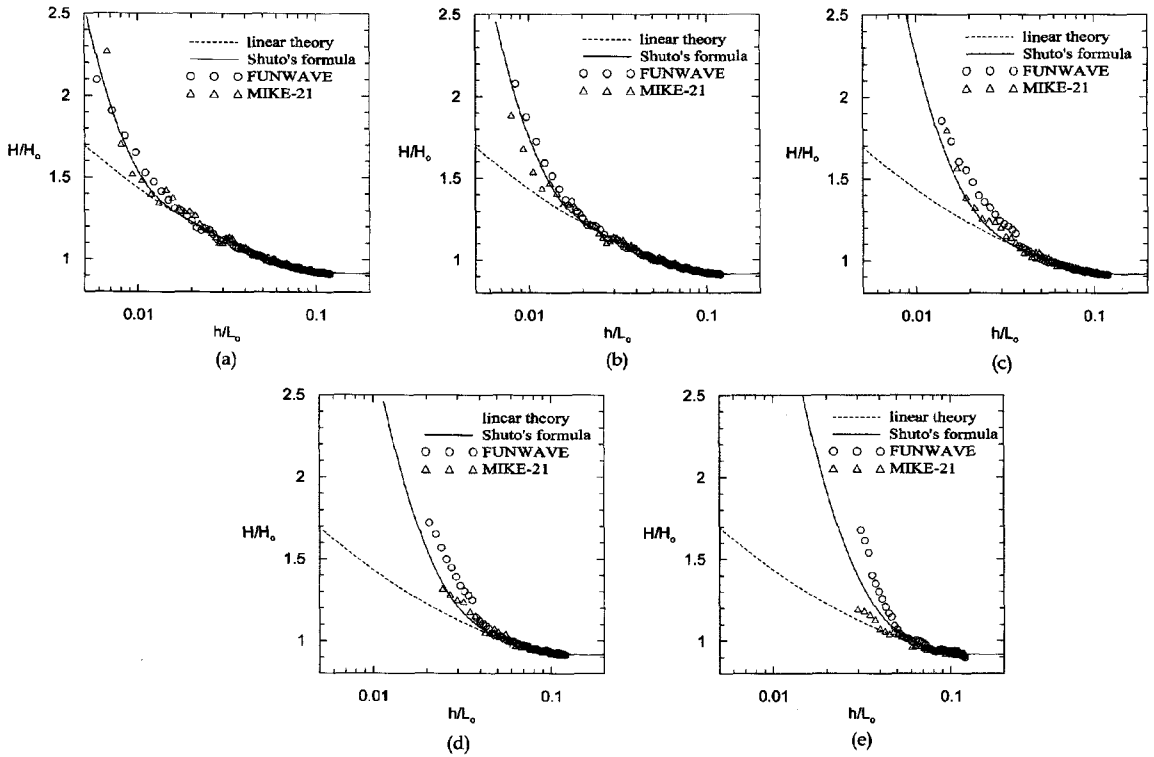 2.5
2
1.5
1
H/Hₒ
linear theory
Shuto's formula
FUNWAVE
MIKE-21
0.01
0.1
h/Lₒ
(a)
2.5
2
1.5
1
H/Hₒ
linear theory
Shuto's formula
FUNWAVE
MIKE-21
0.01
0.1
h/Lₒ
(b)
2.5
2
1.5
1
H/Hₒ
linear theory
Shuto's formula
FUNWAVE
MIKE-21
0.01
0.1
h/Lₒ
(c)
2.5
2
1.5
1
H/Hₒ
linear theory
Shuto's formula
FUNWAVE
MIKE-21
0.01
0.1
h/Lₒ
(d)
2.5
2
1.5
1
H/Hₒ
linear theory
Shuto's formula
FUNWAVE
MIKE-21
0.01
0.1
h/Lₒ
(e)